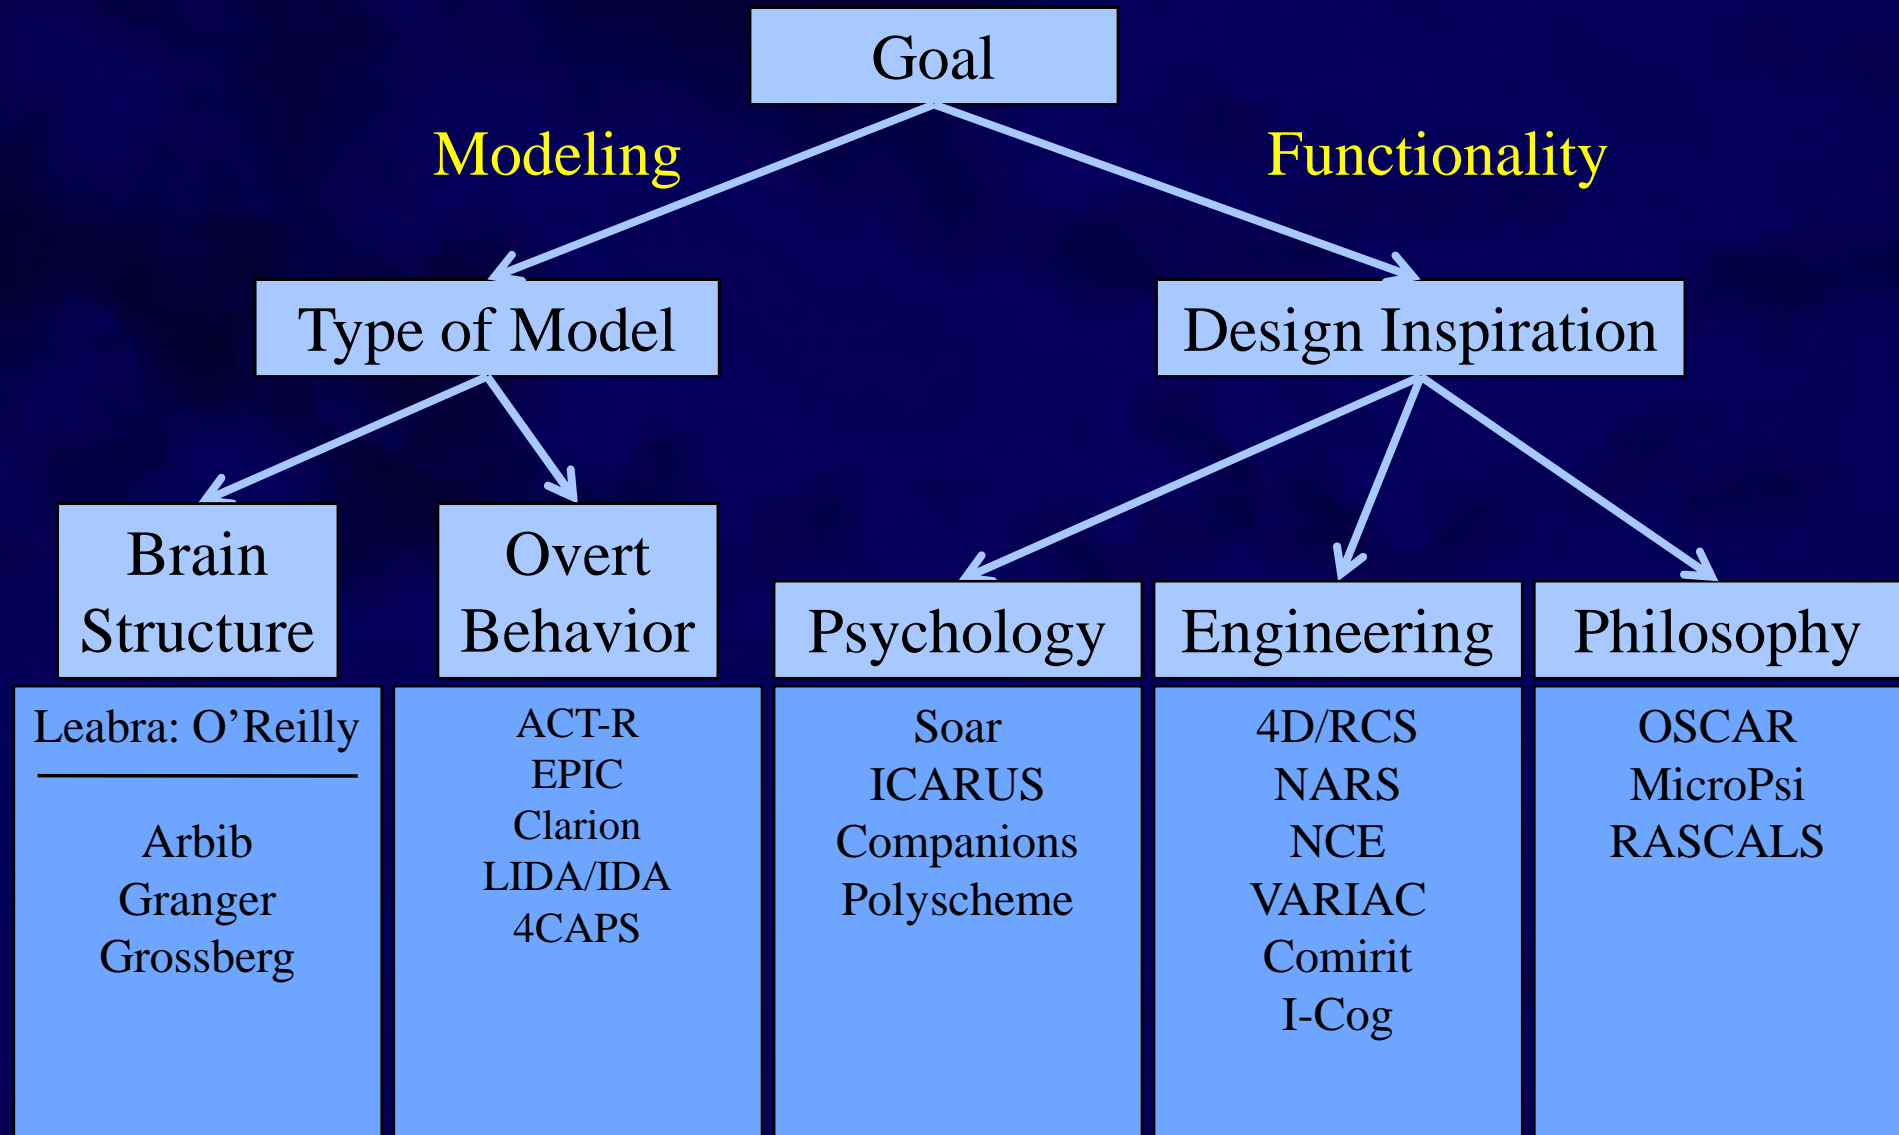 Goal
Modeling
Functionality
Type of Model
Design Inspiration
Brain
Structure
Overt
Behavior
Psychology
Engineering
Philosophy
Leabra: O’Reilly
Arbib
Granger
Grossberg
ACT-R
EPIC
Clarion
LIDA/IDA
4CAPS
Soar
ICARUS
Companions
Polyscheme
4D/RCS
NARS
NCE
VARIAC
Comirit
I-Cog
OSCAR
MicroPsi
RASCALS